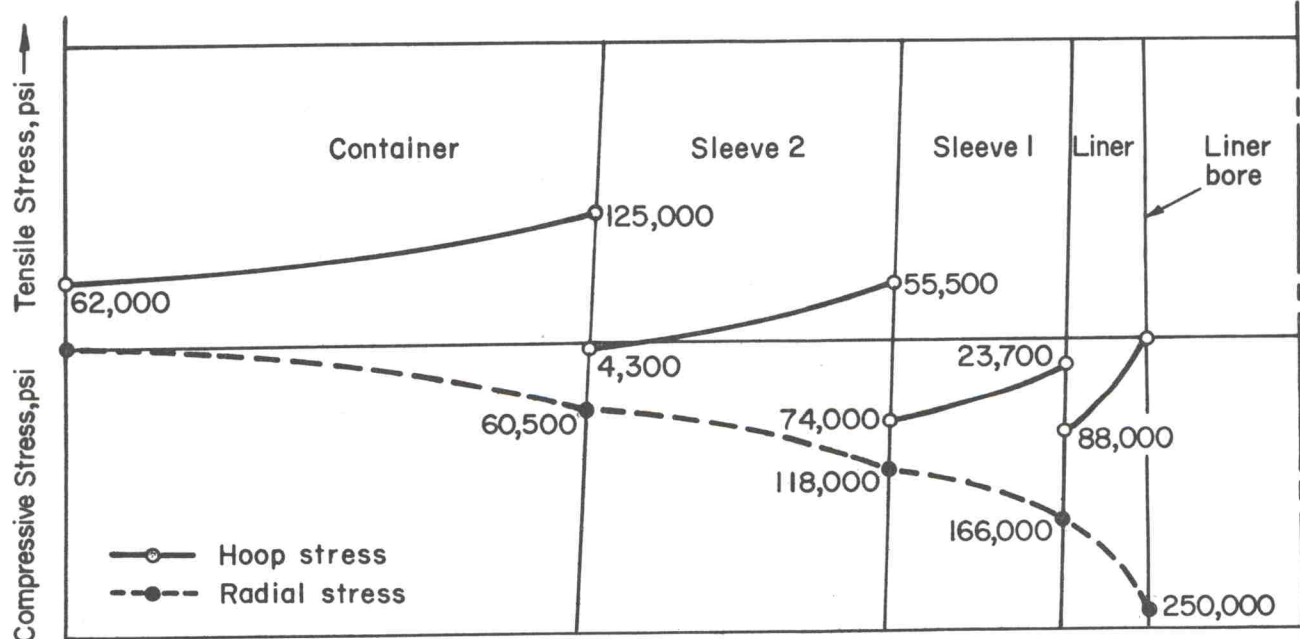 Tensile Stress, psi
Compressive Stress, psi
Container
Sleeve 2
Sleeve 1
Liner
Liner
bore
125,000
62,000
55,500
4,300
23,700
60,500
74,000
88,000
118,000
166,000
250,000
Hoop stress
Radial stress